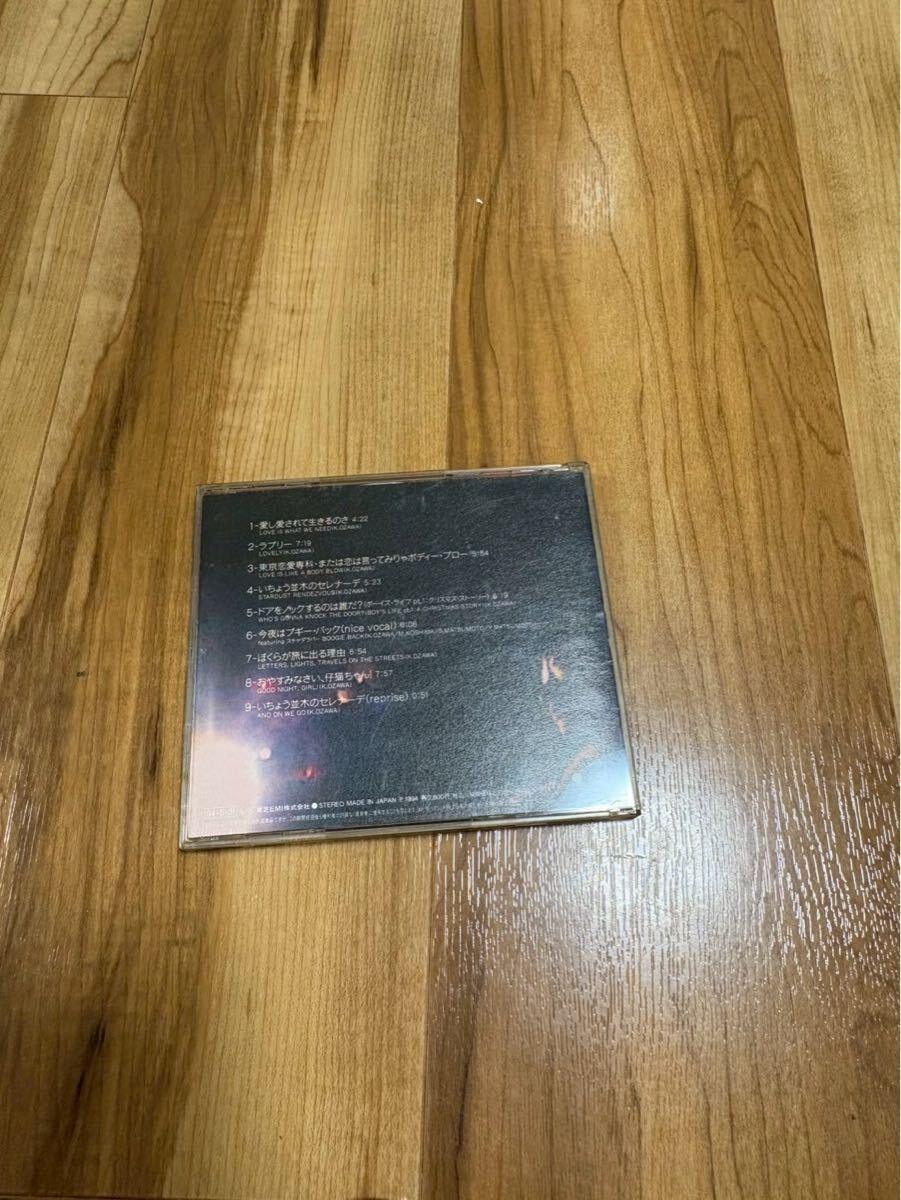 1-愛し愛されて生きるのさ 4:22
LOVE IS WHAT WE NEED(K.OZAWA)
2-ラブリー 7:19
LOVELY(K.OZAWA)
3-東京恋愛専科・または恋は言ってみりゃボディー・ブロー 5:54
LOVE IS LIKE A BODY BLOW(K.OZAWA)
4-いちょう並木のセレナーデ 5:23
STARDUST RENDEZVOUS(K.OZAWA)
5-ドアをノックするのは誰だ?(ボーイズ・ライフ pt.1:クリスマス・ストーリー) 6:19
WHO'S GONNA KNOCK THE DOOR?(BOY'S LIFE pt.1:A CHRISTMAS STORY)(K.OZAWA)
6-今夜はブギー・バック(nice vocal) 6:06
featuring スチャダラパー BOOGIE BACK(K.OZAWA/M.KOSHIMA/S.MATSUMOTO/Y.MATSUMOTO)
7-ぼくらが旅に出る理由 6:54
LETTERS, LIGHTS, TRAVELS ON THE STREETS(K.OZAWA)
8-おやすみなさい、仔猫ちゃん! 7:57
GOOD NIGHT, GIRL!(K.OZAWA)
9-いちょう並木のセレナーデ(reprise) 0:51
AND ON WE GO(K.OZAWA)
東芝EMI株式会社 STEREO MADE IN JAPAN ℗1994